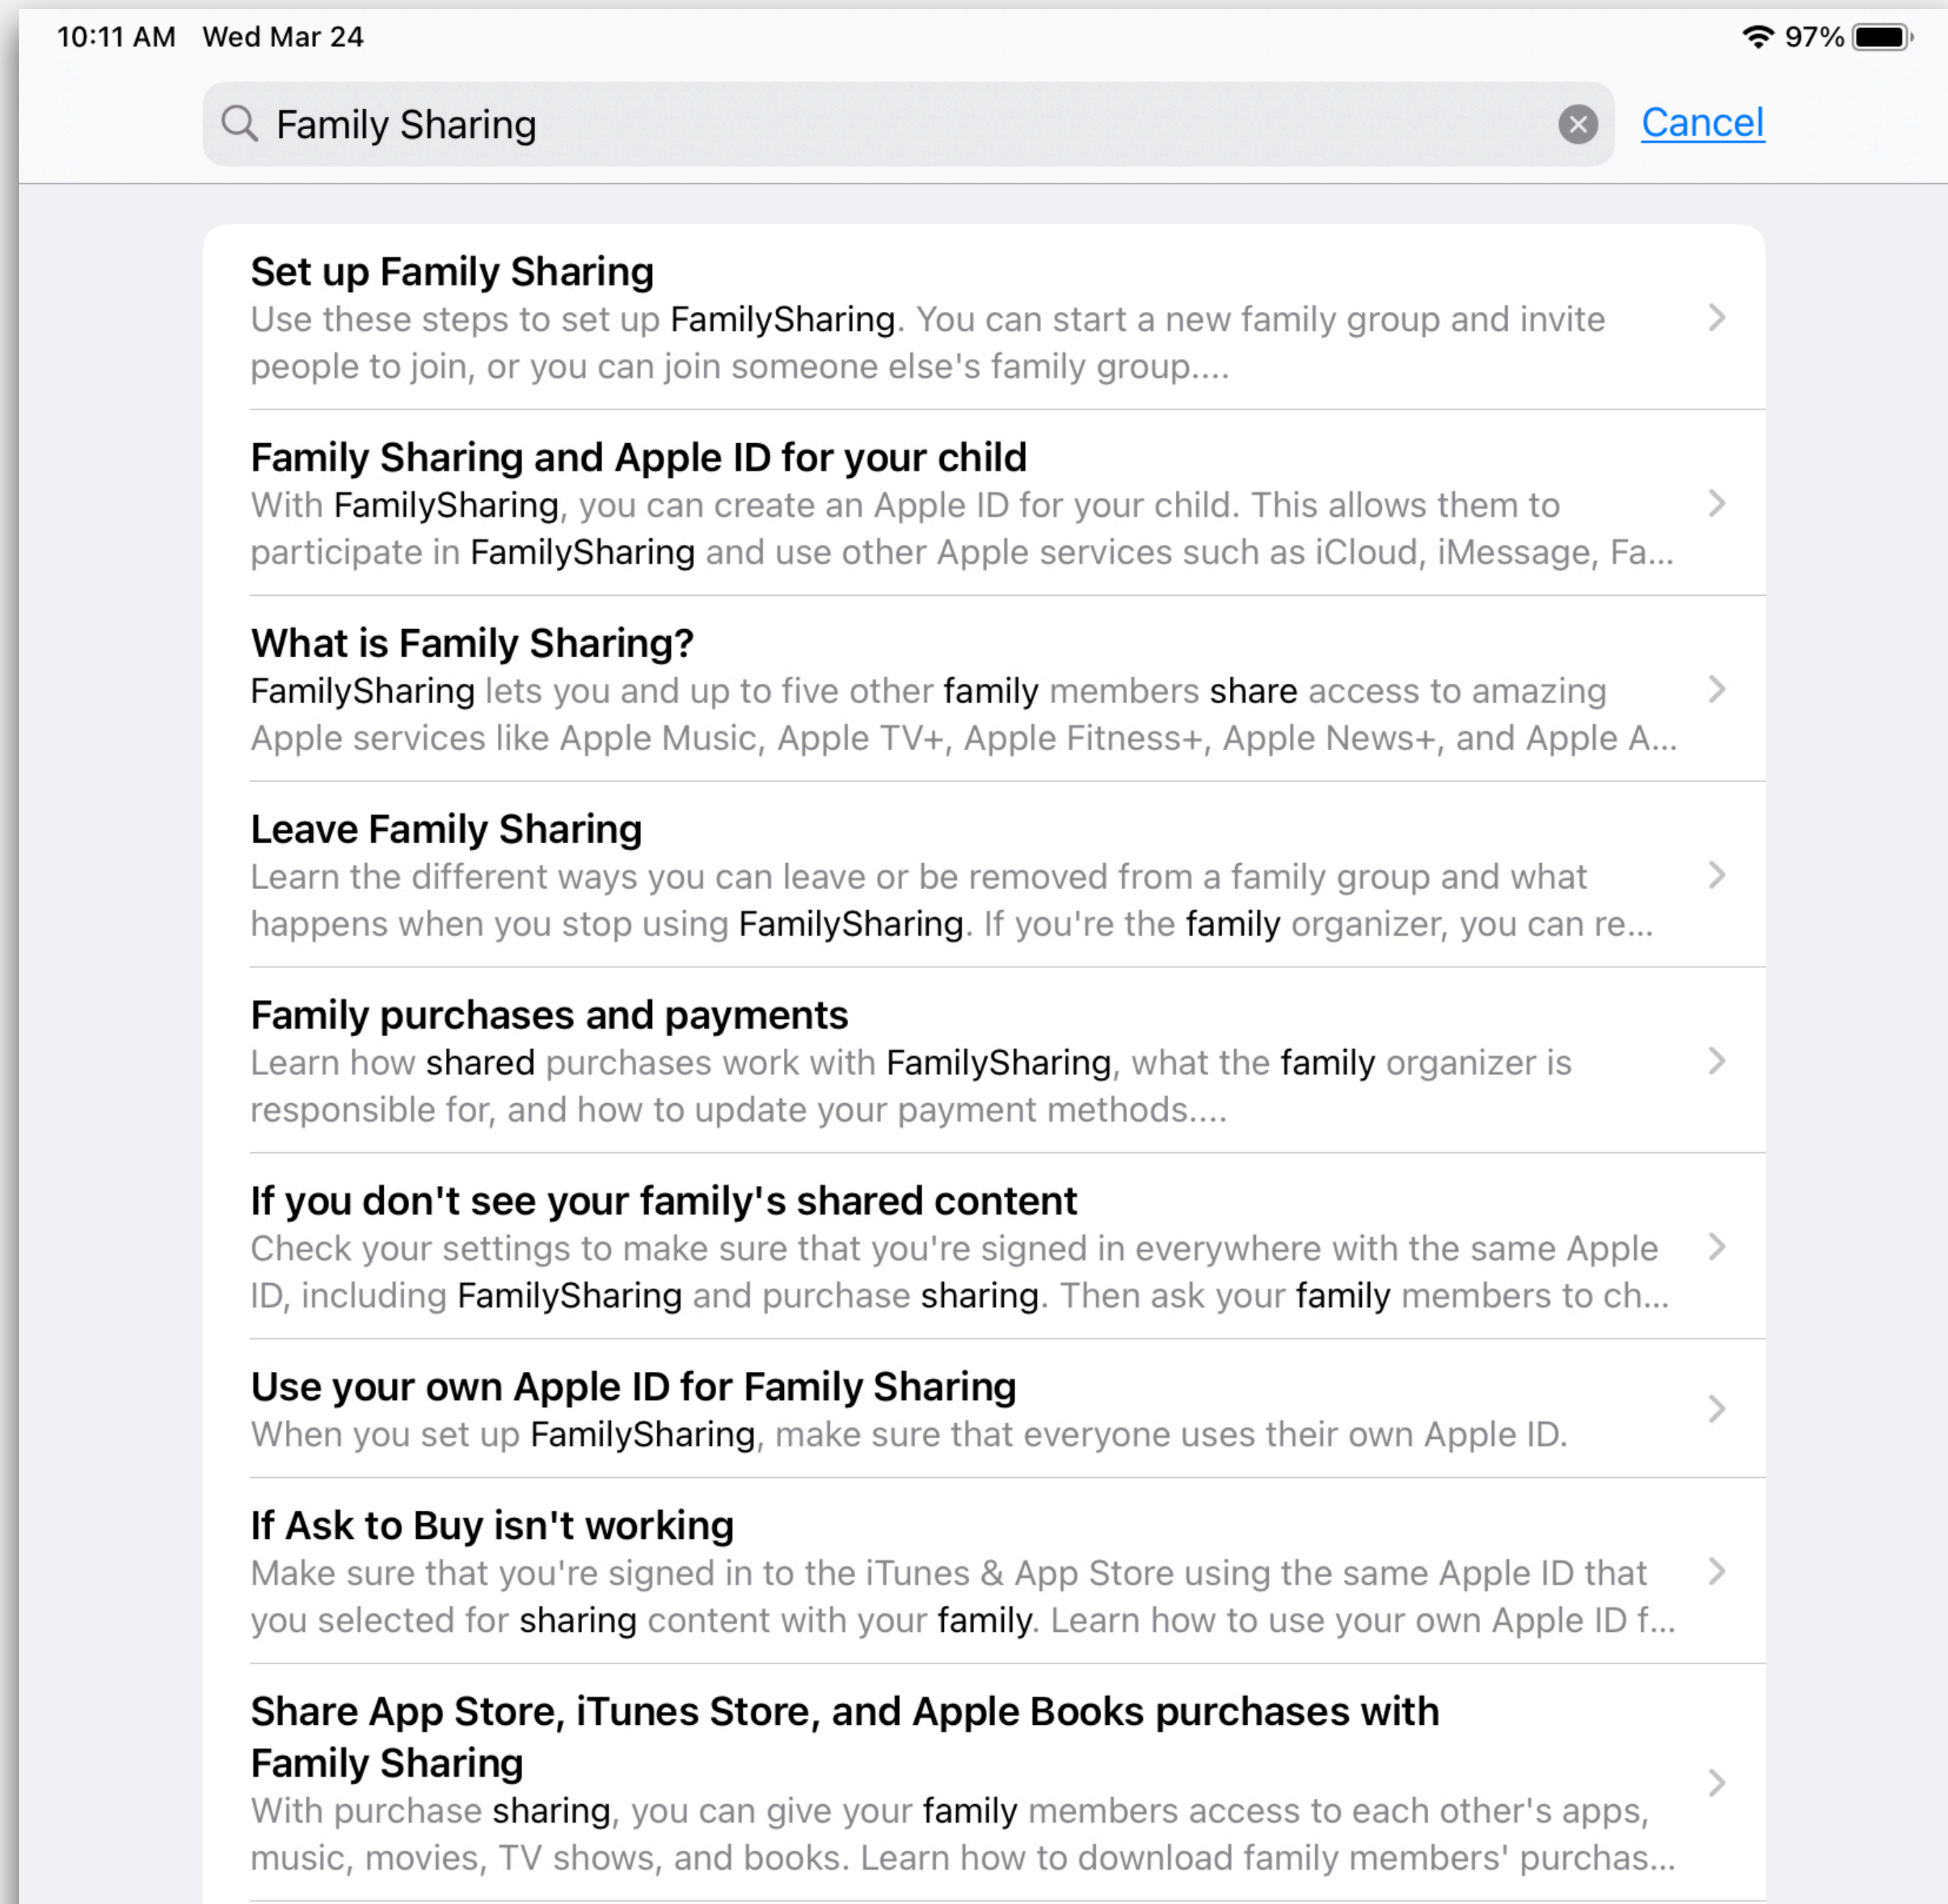 10:11 AM Wed Mar 24
97%
Family Sharing
Cancel
Set up Family Sharing
Use these steps to set up FamilySharing. You can start a new family group and invite
people to join, or you can join someone else's family group....
Family Sharing and Apple ID for your child
With FamilySharing, you can create an Apple ID for your child. This allows them to
participate in FamilySharing and use other Apple services such as iCloud, iMessage, Fa...
What is Family Sharing?
FamilySharing lets you and up to five other family members share access to amazing
Apple services like Apple Music, Apple TV+, Apple Fitness+, Apple News+, and Apple A...
Leave Family Sharing
Learn the different ways you can leave or be removed from a family group and what
happens when you stop using FamilySharing. If you're the family organizer, you can re...
Family purchases and payments
Learn how shared purchases work with FamilySharing, what the family organizer is
responsible for, and how to update your payment methods....
If you don't see your family's shared content
Check your settings to make sure that you're signed in everywhere with the same Apple
ID, including FamilySharing and purchase sharing. Then ask your family members to ch...
Use your own Apple ID for Family Sharing
When you set up FamilySharing, make sure that everyone uses their own Apple ID.
If Ask to Buy isn't working
Make sure that you're signed in to the iTunes & App Store using the same Apple ID that
you selected for sharing content with your family. Learn how to use your own Apple ID f...
Share App Store, iTunes Store, and Apple Books purchases with
Family Sharing
With purchase sharing, you can give your family members access to each other's apps,
music, movies, TV shows, and books. Learn how to download family members' purchas...